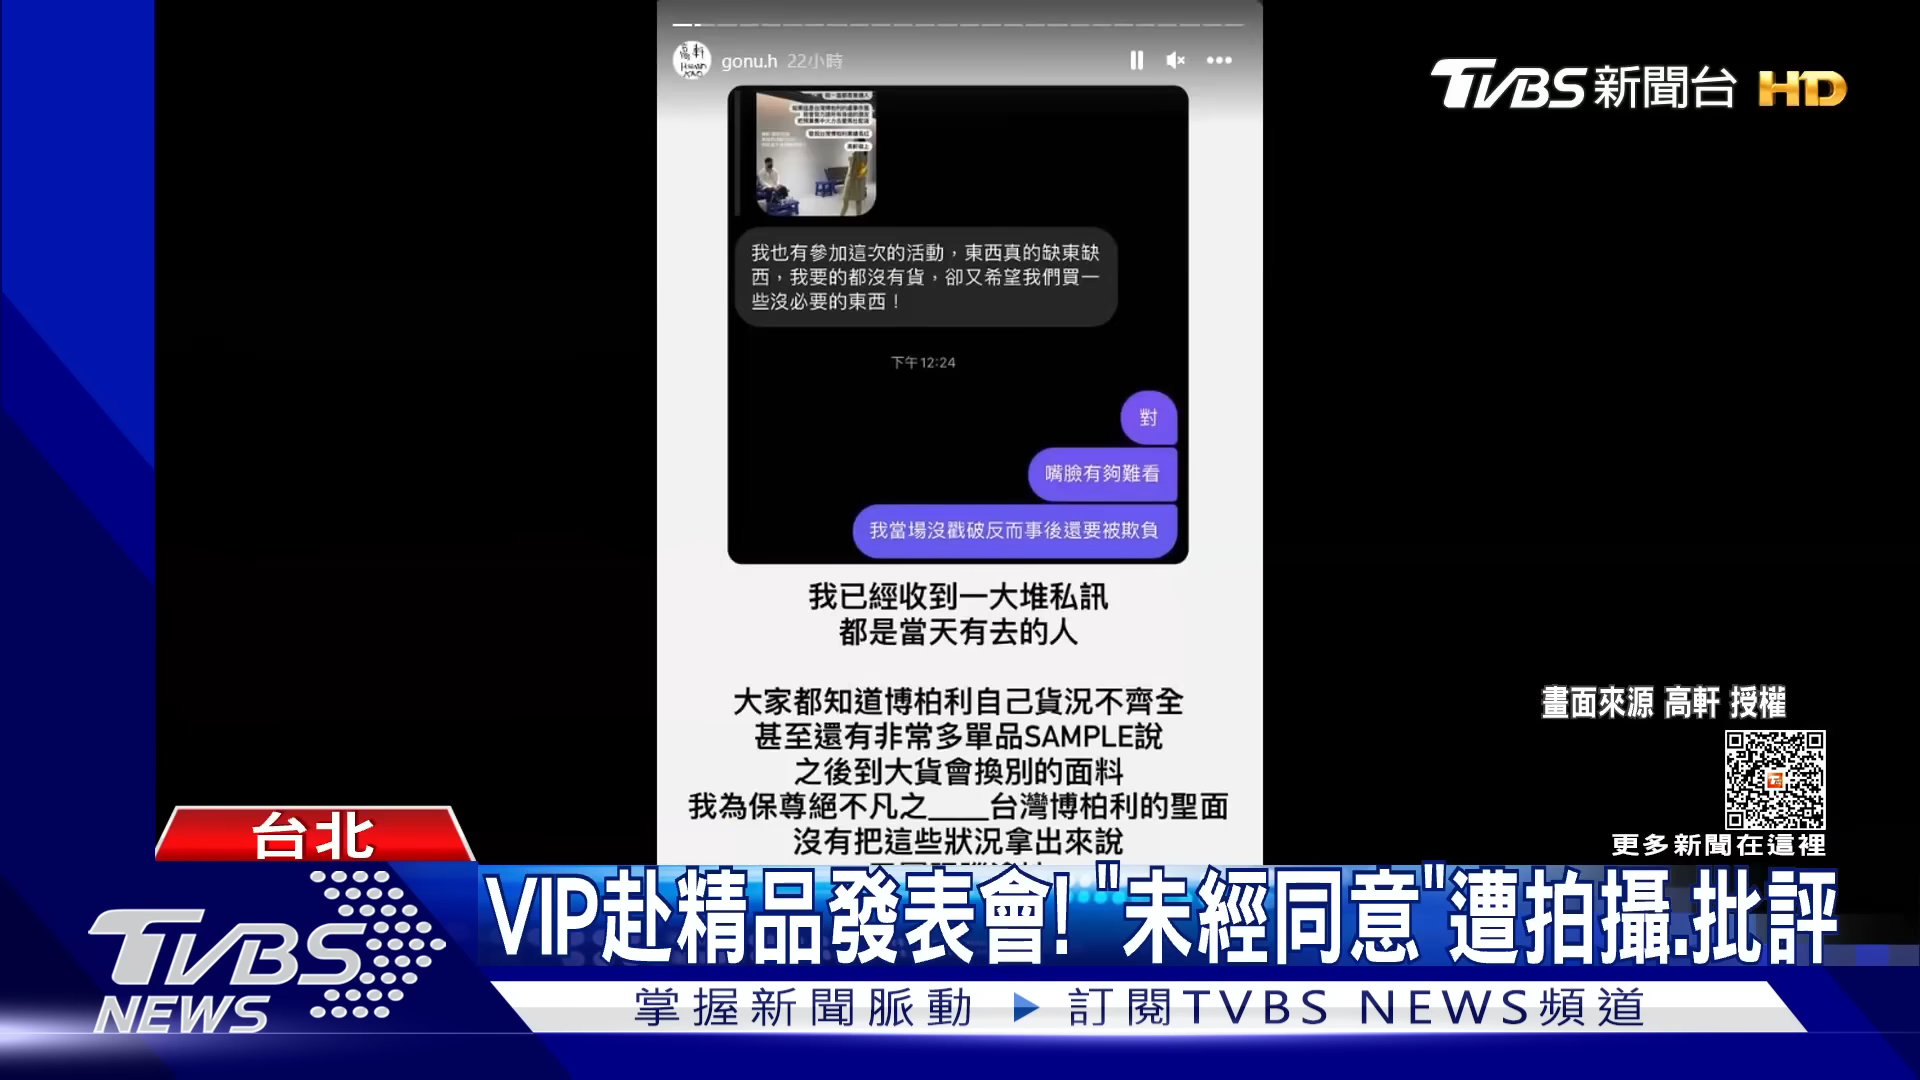 gonu.h 22小時
TVBS新聞台 HD
我也有參加這次的活動，東西真的缺東缺
西，我要的都沒有貨，卻又希望我們買一
些沒必要的東西！
下午12:24
對
嘴臉有夠難看
我當場沒戳破反而事後還要被欺負
我已經收到一大堆私訊
都是當天有去的人
大家都知道博柏利自己貨況不齊全
甚至還有非常多單品SAMPLE說
之後到大貨會換別的面料
我為保尊絕不凡之____台灣博柏利的聖面
沒有把這些狀況拿出來說
畫面來源 高軒 授權
更多新聞在這裡
台北
VIP赴精品發表會! "未經同意"遭拍攝.批評
TVBS NEWS
掌握新聞脈動 ▶ 訂閱TVBS NEWS頻道